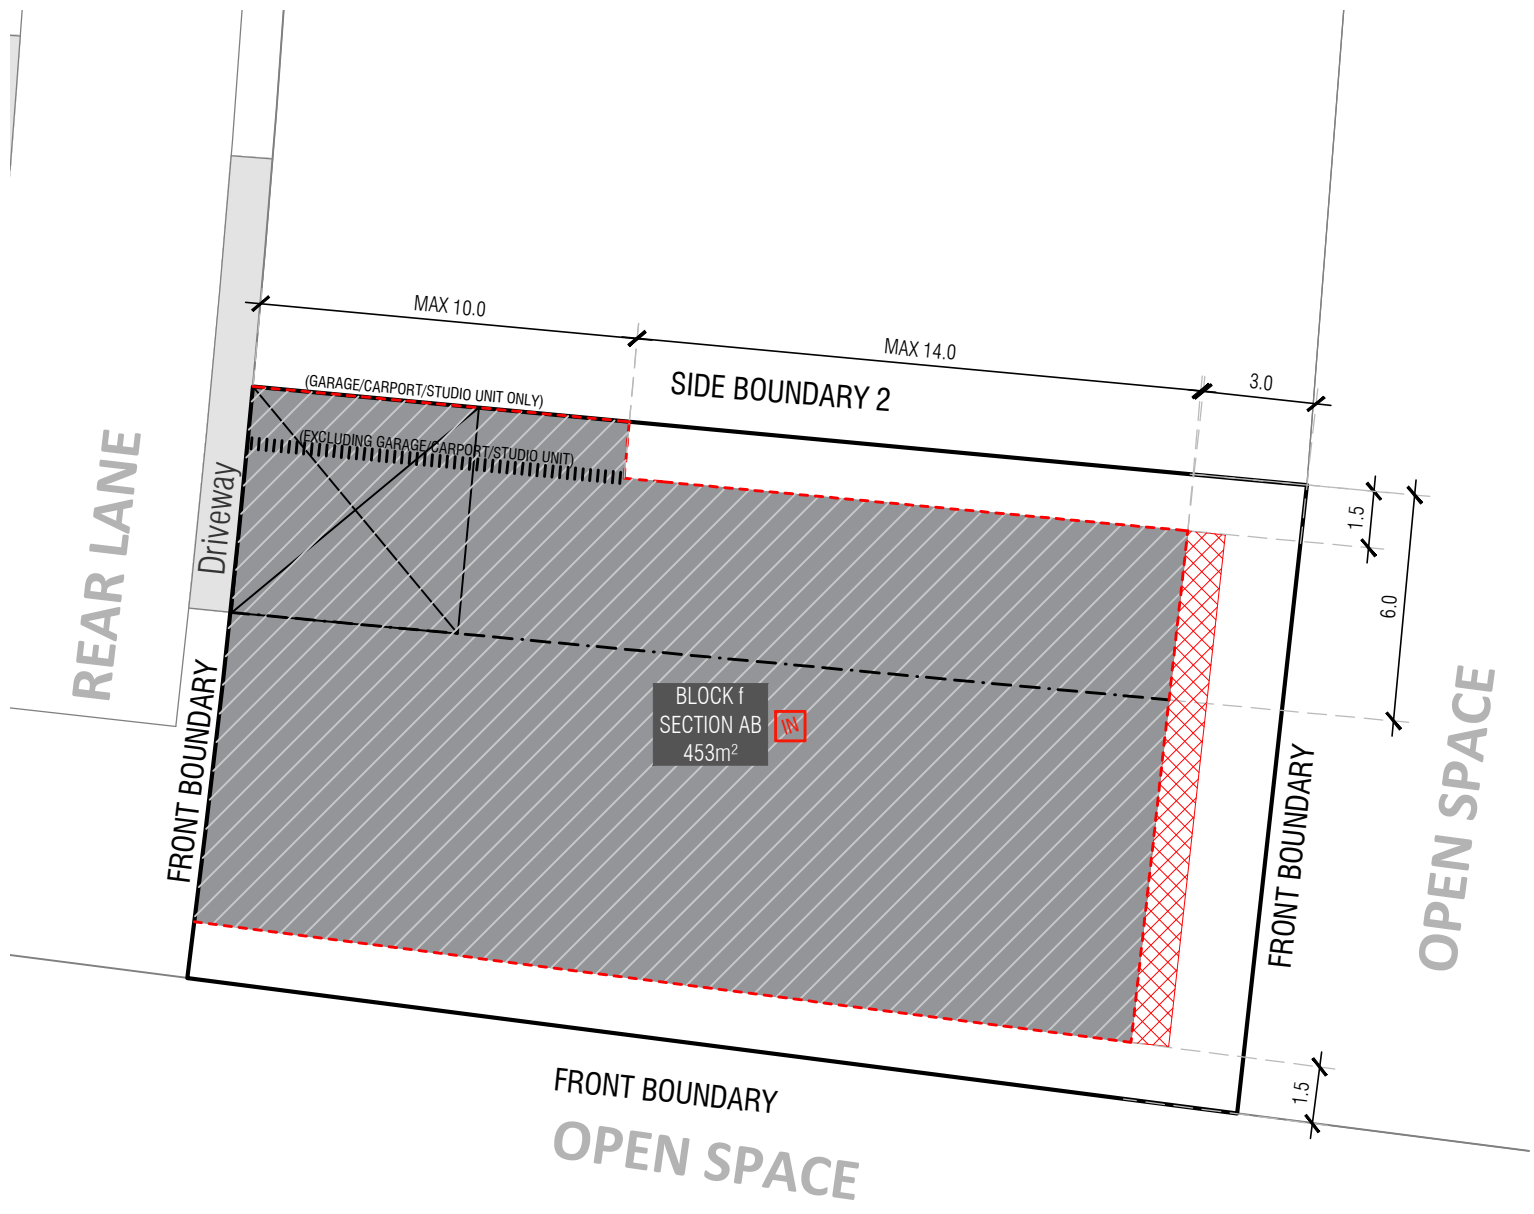 MAX 10.0
MAX 14.0
3.0
SIDE BOUNDARY 2
(GARAGE/CARPORT/STUDIO UNIT ONLY)
(EXCLUDING GARAGE/CARPORT/STUDIO UNIT)
1.5
6.0
REAR LANE
Driveway
FRONT BOUNDARY
BLOCK f
SECTION AB
453m²
IN
FRONT BOUNDARY
OPEN SPACE
1.5
FRONT BOUNDARY
OPEN SPACE